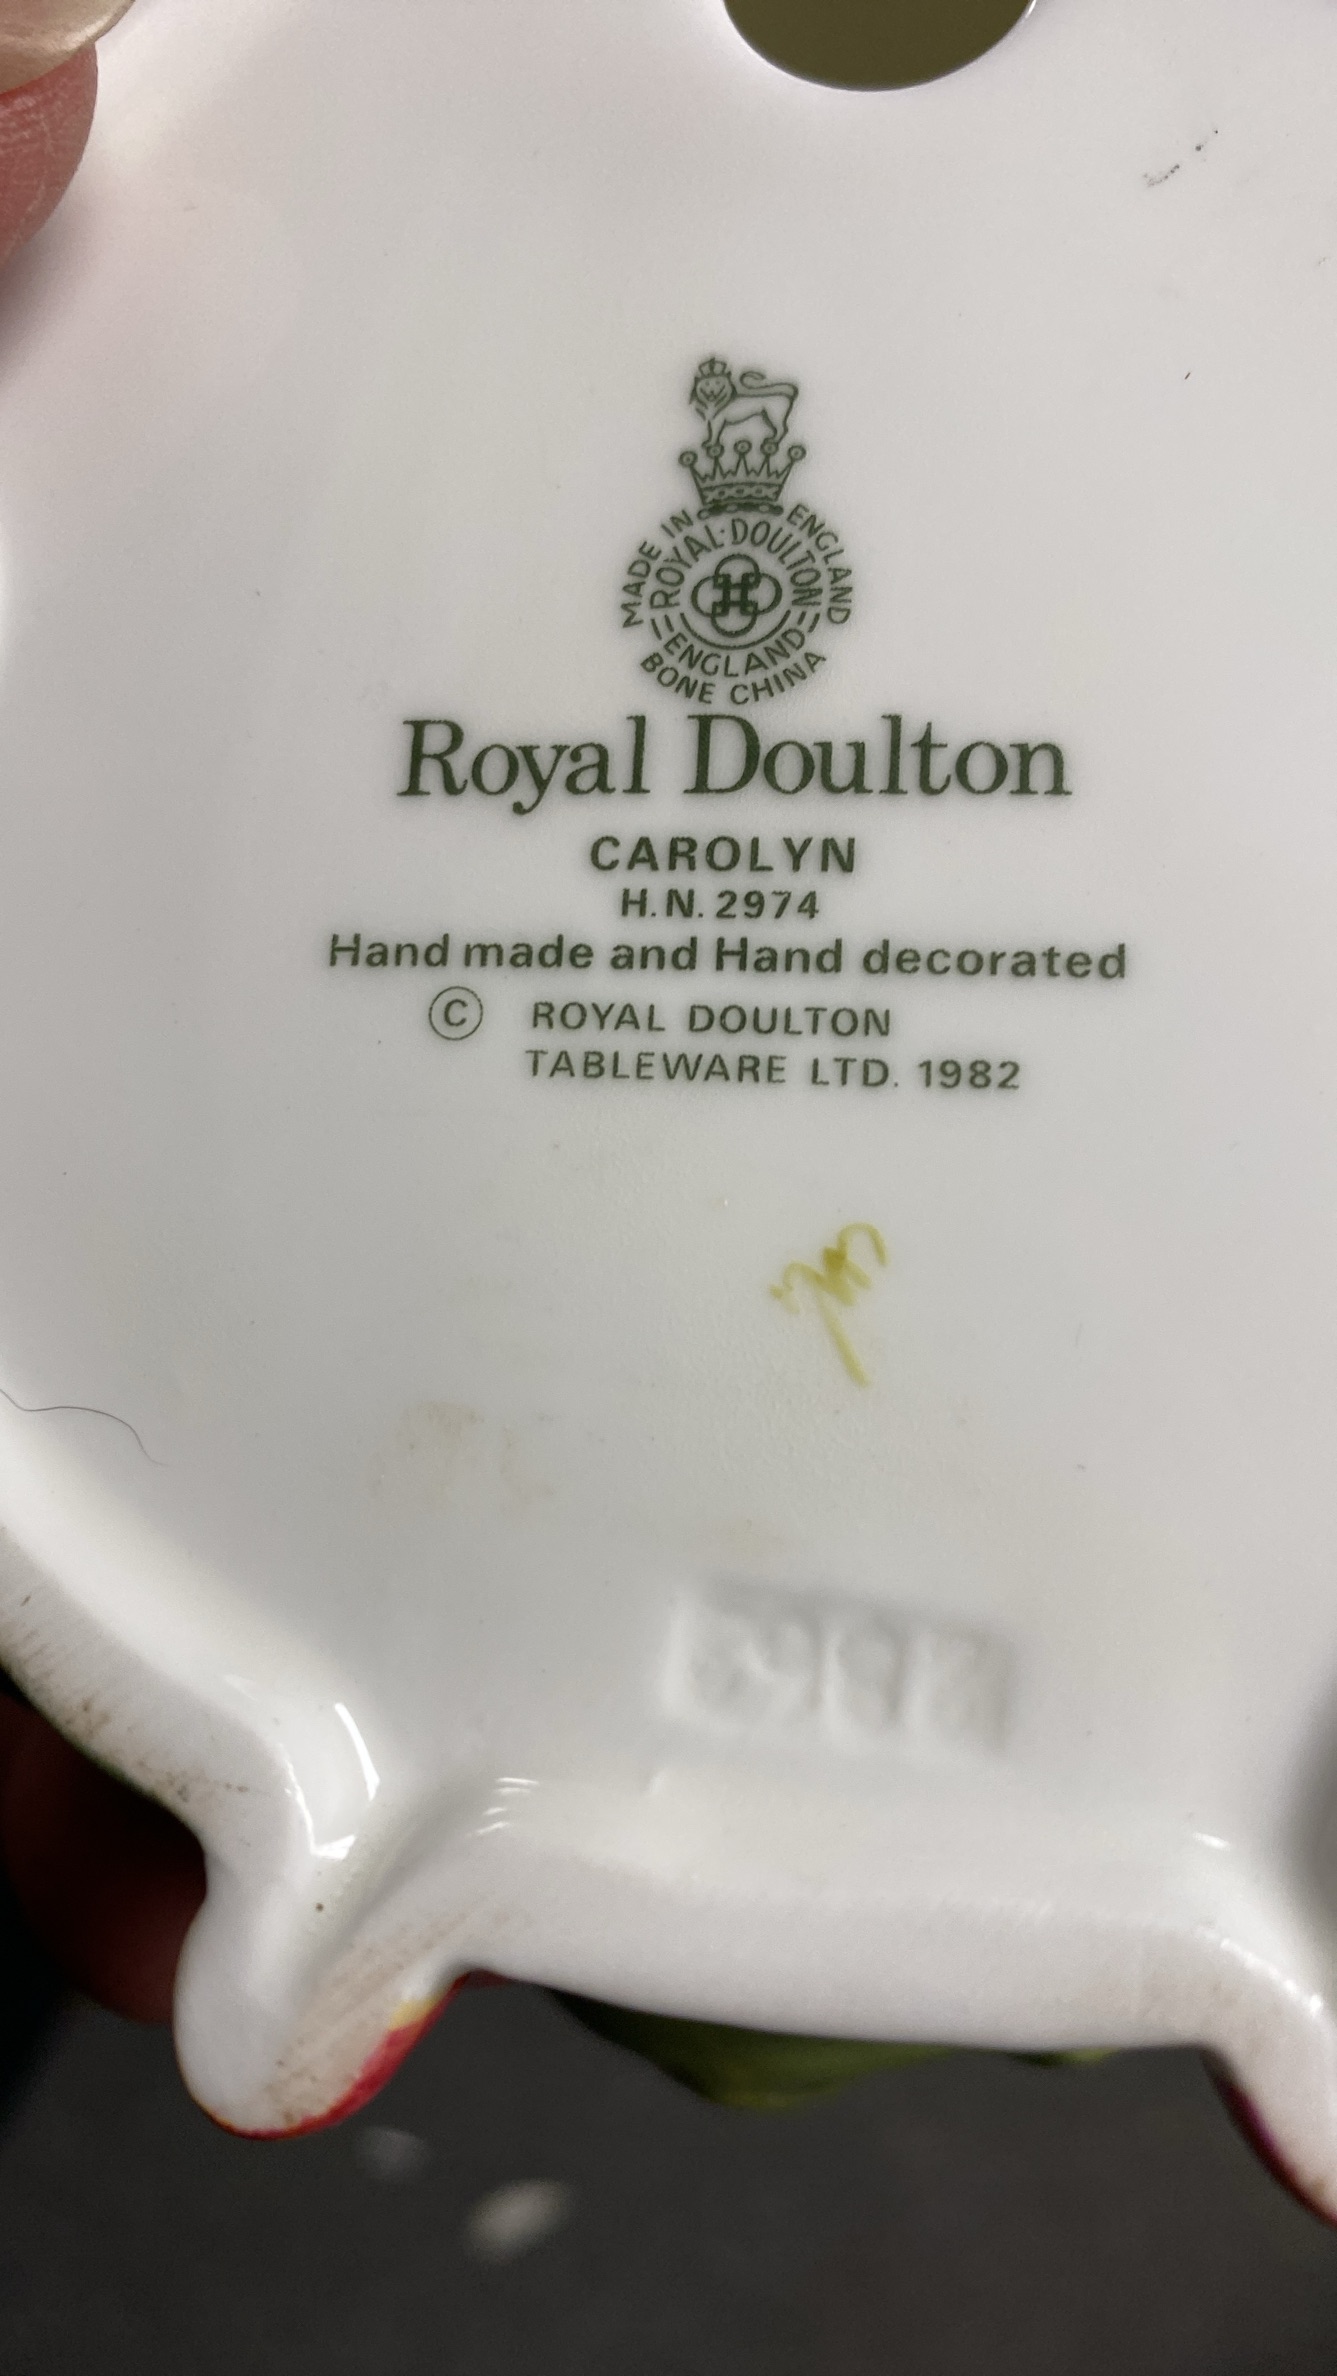 MADE IN ENGLAND
ROYAL·DOULTON
ENGLAND
BONE CHINA
Royal Doulton
CAROLYN
H.N. 2974
Hand made and Hand decorated
© ROYAL DOULTON
TABLEWARE LTD. 1982